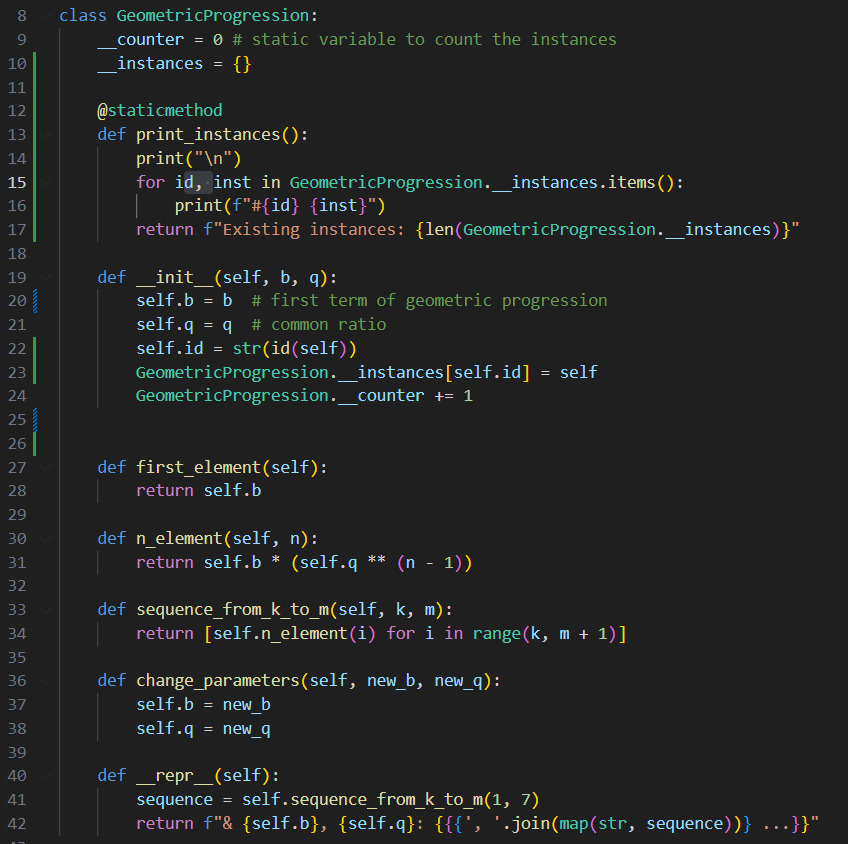 8 class GeometricProgression:
9 __counter = 0 # static variable to count the instances
10 __instances = {}
11
12 @staticmethod
13 def print_instances():
14 print("\n")
15 for id, inst in GeometricProgression.__instances.items():
16 print(f"#{id} {inst}")
17 return f"Existing instances: {len(GeometricProgression.__instances)}"
18
19 def __init__(self, b, q):
20 self.b = b # first term of geometric progression
21 self.q = q # common ratio
22 self.id = str(id(self))
23 GeometricProgression.__instances[self.id] = self
24 GeometricProgression.__counter += 1
25
26
27 def first_element(self):
28 return self.b
29
30 def n_element(self, n):
31 return self.b * (self.q ** (n - 1))
32
33 def sequence_from_k_to_m(self, k, m):
34 return [self.n_element(i) for i in range(k, m + 1)]
35
36 def change_parameters(self, new_b, new_q):
37 self.b = new_b
38 self.q = new_q
39
40 def __repr__(self):
41 sequence = self.sequence_from_k_to_m(1, 7)
42 return f"& {self.b}, {self.q}: {{{', '.join(map(str, sequence))} ...}}"